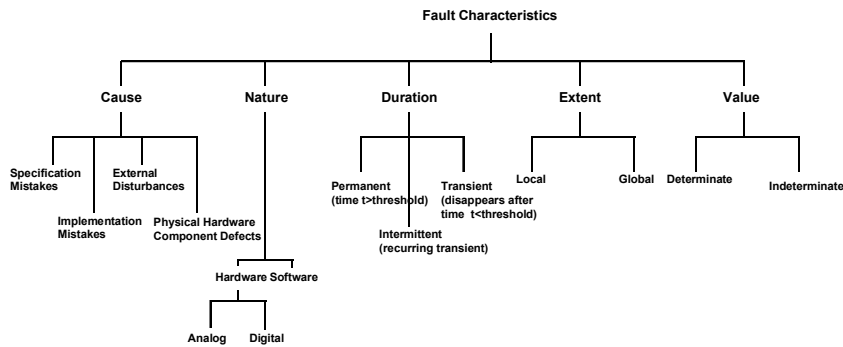 Fault Characteristics
Cause
Nature
Duration
Extent
Value
Specification
Mistakes
Implementation
Mistakes
External
Disturbances
Physical Hardware
Component Defects
Hardware
Software
Analog
Digital
Permanent
(time t>threshold)
Intermittent
(recurring transient)
Transient
(disappears after
time t<threshold)
Local
Global
Determinate
Indeterminate